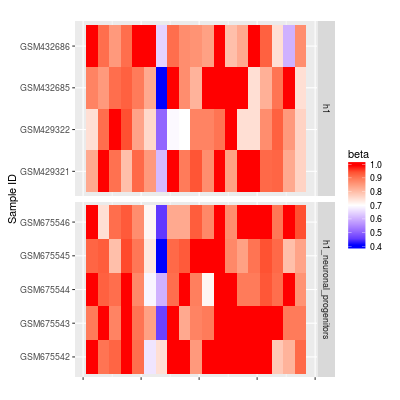 GSM432686
GSM432685
GSM429322
GSM429321
h1
GSM675546
GSM675545
GSM675544
GSM675543
GSM675542
h1_neuronal_progenitors
Sample ID
beta
1.0
0.9
0.8
0.7
0.6
0.5
0.4